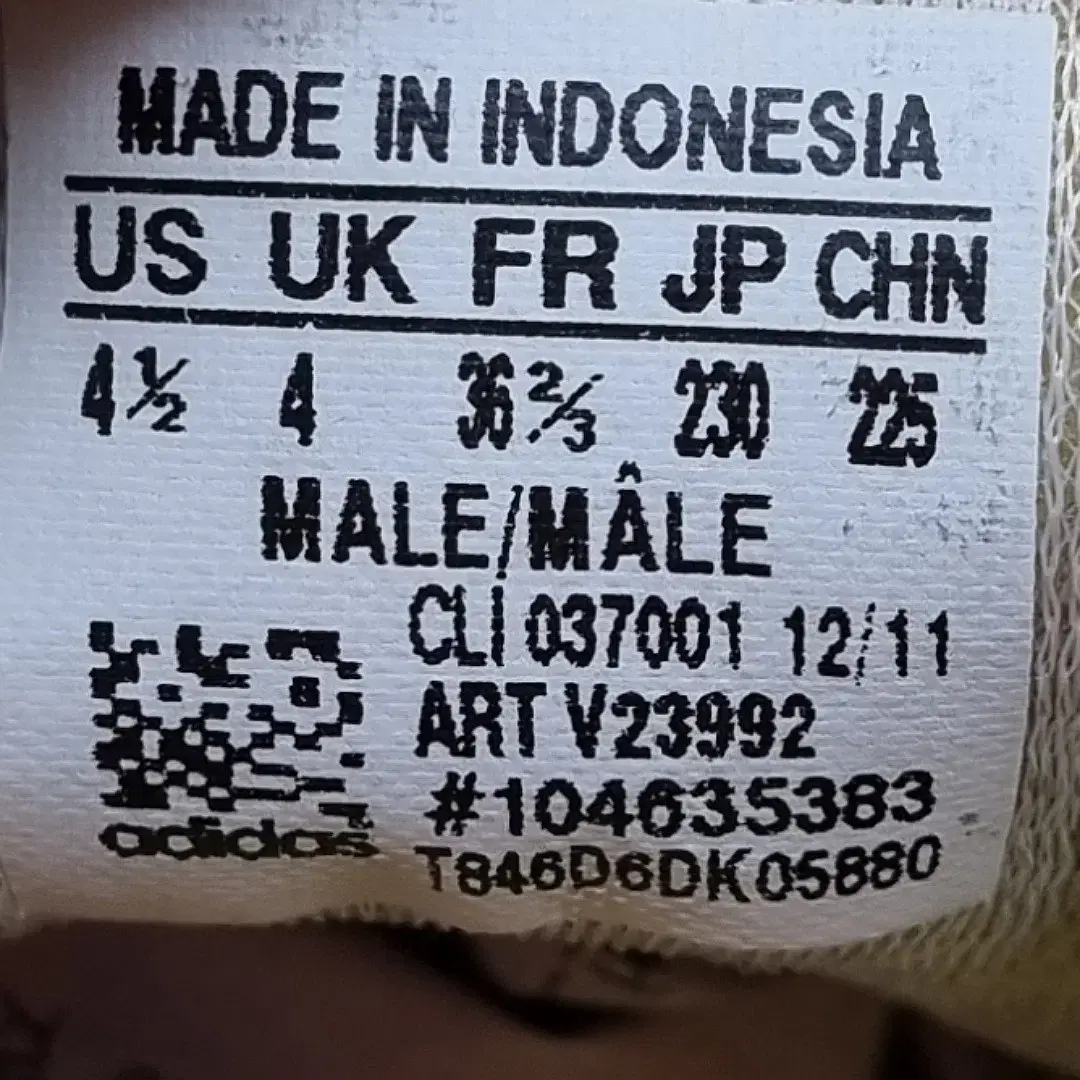 MADE IN INDONESIA
US UK FR JP CHN
4½ 4 36⅔ 230 225
MALE/MÂLE
CLI 037001 12/11
ART V23992
#104635383
adidas
T846D6DK05880